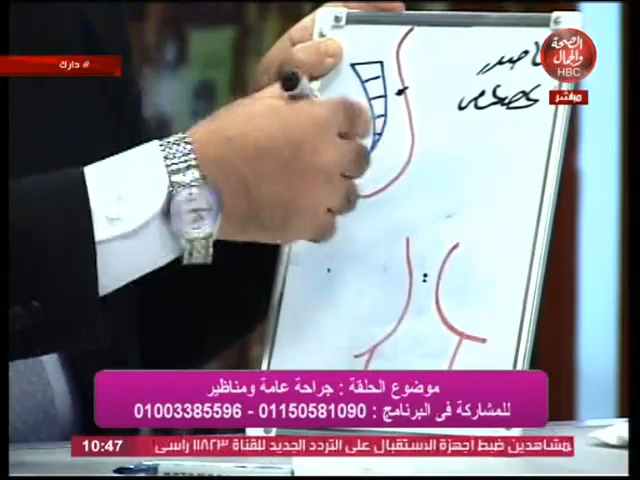 الصحة
والجمال
HBC
مباشر
#دارك
موضوع الحلقة : جراحة عامة ومناظير
للمشاركة فى البرنامج : 01150581090 - 01003385596
10:47
مشاهدين ضبط أجهزة الاستقبال على التردد الجديد للقناة ١١٨٢٣ راسى